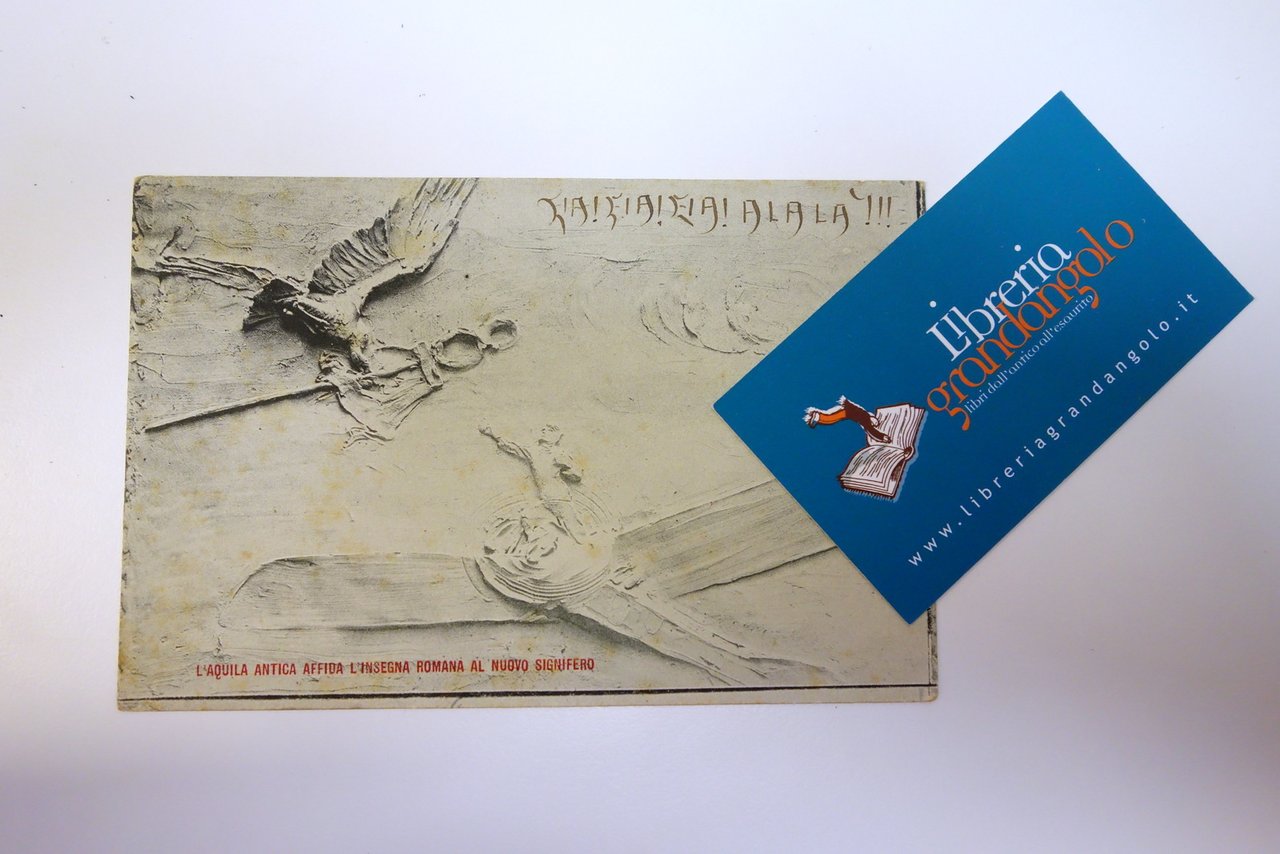 EIA! EIA! EIA! ALALÀ!!!
L'AQUILA ANTICA AFFIDA L'INSEGNA ROMANA AL NUOVO SIGNIFERO
Libreria
grandangolo
libri dall'antico all'esaurito
www.libreriagrandangolo.it